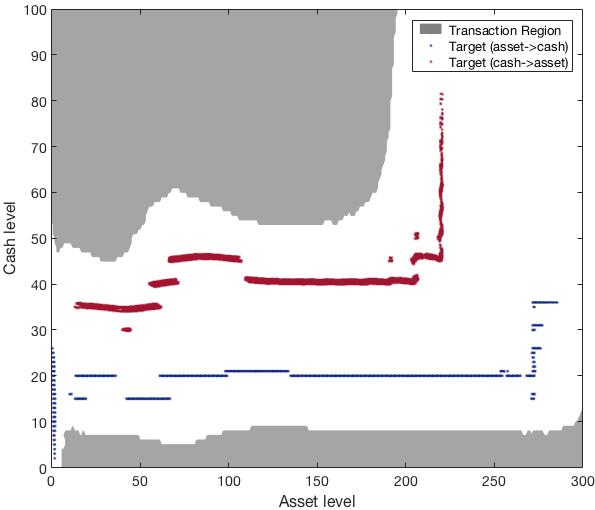 100
90
80
70
60
50
40
30
20
10
0
Cash level
Transaction Region
Target (asset->cash)
Target (cash->asset)
0 50 100 150 200 250 300
Asset level